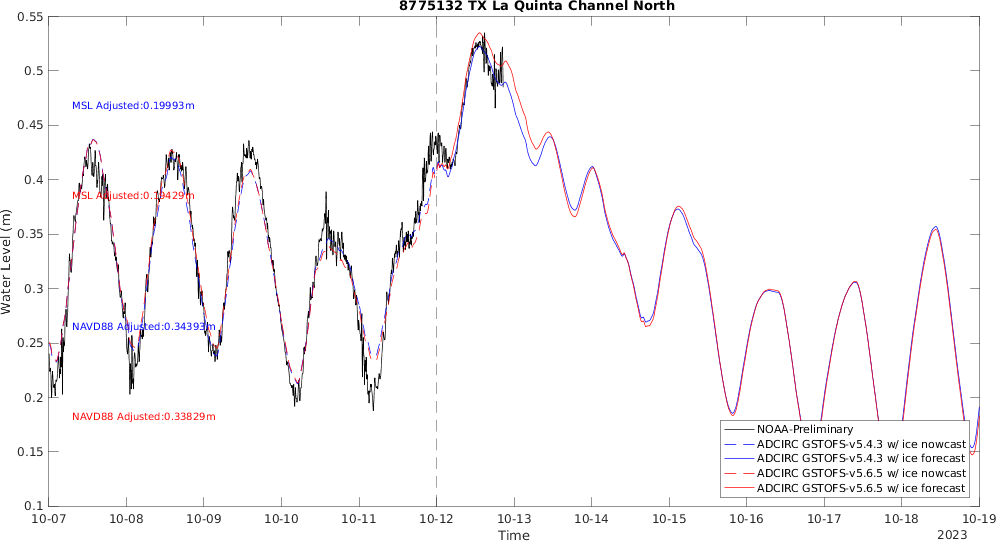 8775132 TX La Quinta Channel North
0.55
0.5
0.45
0.4
0.35
0.3
0.25
0.2
0.15
0.1
Water Level (m)
MSL Adjusted:0.19993m
MSL Adjusted:0.19429m
NAVD88 Adjusted:0.34393m
NAVD88 Adjusted:0.33829m
NOAA-Preliminary
ADCIRC GSTOFS-v5.4.3 w/ ice nowcast
ADCIRC GSTOFS-v5.4.3 w/ ice forecast
ADCIRC GSTOFS-v5.6.5 w/ ice nowcast
ADCIRC GSTOFS-v5.6.5 w/ ice forecast
10-07 10-08 10-09 10-10 10-11 10-12 10-13 10-14 10-15 10-16 10-17 10-18 10-19
Time
2023